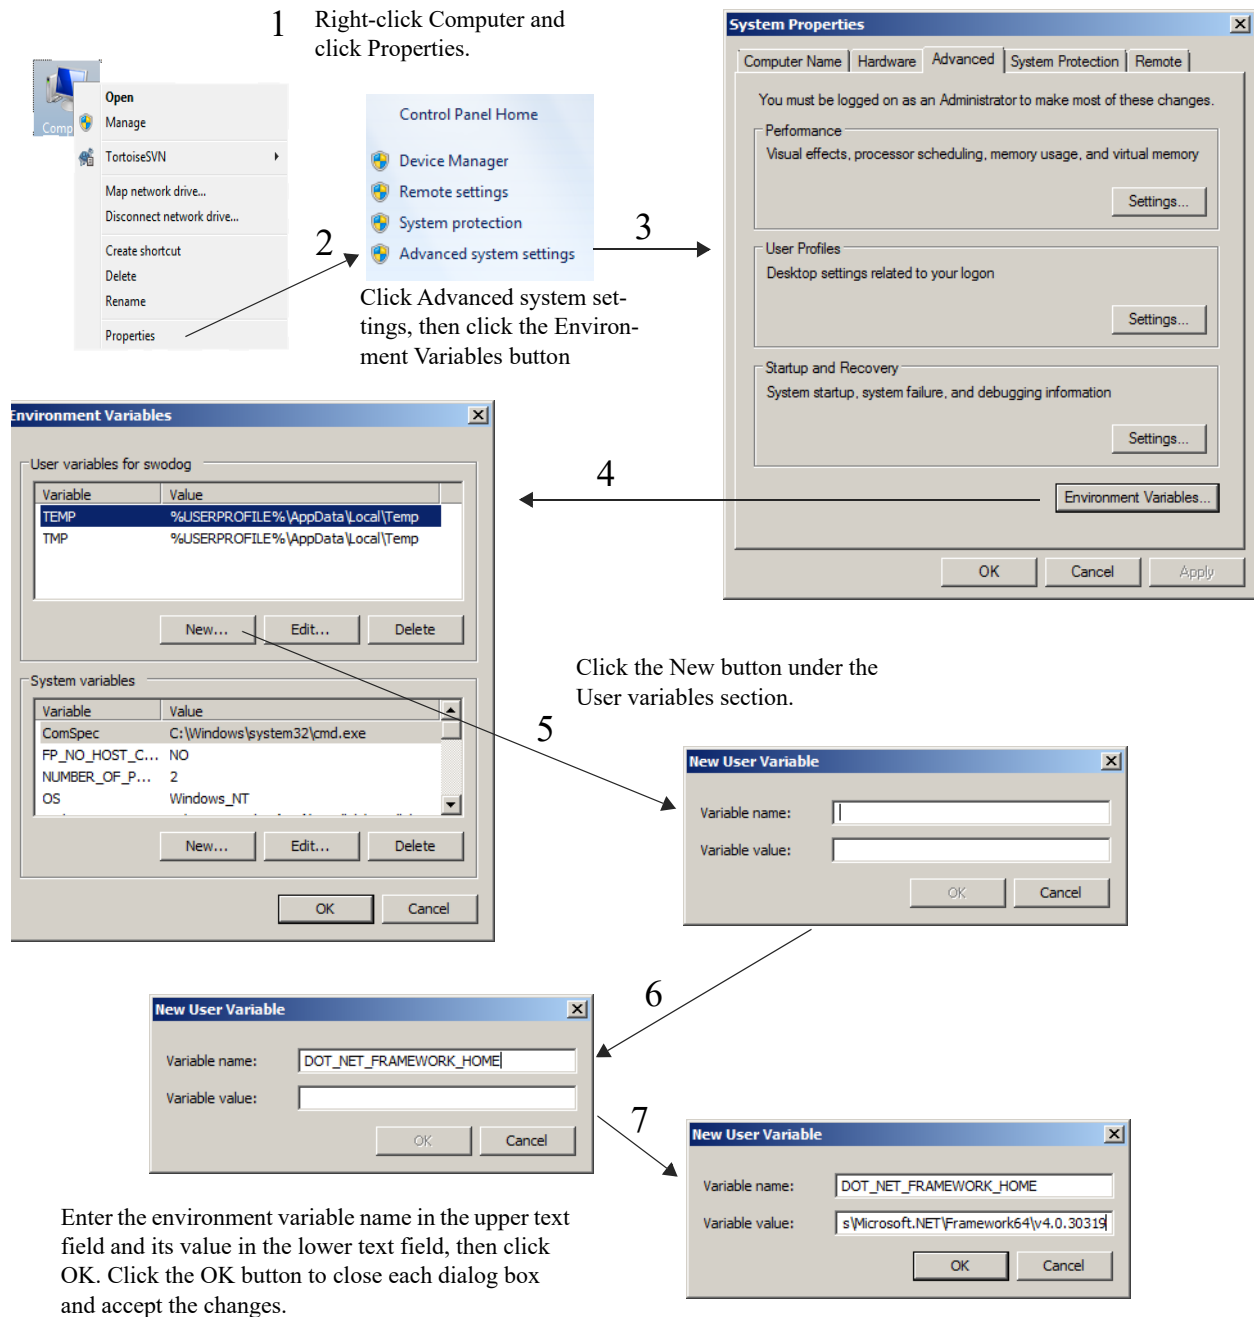 1
Right-click Computer and
click Properties.
Open
Manage
TortoiseSVN
Map network drive...
Disconnect network drive...
Create shortcut
Delete
Rename
Properties
Comp
2
Control Panel Home
Device Manager
Remote settings
System protection
Advanced system settings
Click Advanced system set-
tings, then click the Environ-
ment Variables button
3
System Properties
Computer Name Hardware Advanced System Protection Remote
You must be logged on as an Administrator to make most of these changes.
Performance
Visual effects, processor scheduling, memory usage, and virtual memory
Settings...
User Profiles
Desktop settings related to your logon
Settings...
Startup and Recovery
System startup, system failure, and debugging information
Settings...
Environment Variables...
OK Cancel Apply
4
Environment Variables
User variables for swodog
Variable Value
TEMP %USERPROFILE%\AppData\Local\Temp
TMP %USERPROFILE%\AppData\Local\Temp
New... Edit... Delete
System variables
Variable Value
ComSpec C:\Windows\system32\cmd.exe
FP_NO_HOST_C... NO
NUMBER_OF_P... 2
OS Windows_NT
New... Edit... Delete
OK Cancel
Click the New button under the
User variables section.
5
New User Variable
Variable name:
Variable value:
OK Cancel
6
New User Variable
Variable name: DOT_NET_FRAMEWORK_HOME
Variable value:
OK Cancel
7
New User Variable
Variable name: DOT_NET_FRAMEWORK_HOME
Variable value: s\Microsoft.NET\Framework64\v4.0.30319
OK Cancel
Enter the environment variable name in the upper text
field and its value in the lower text field, then click
OK. Click the OK button to close each dialog box
and accept the changes.